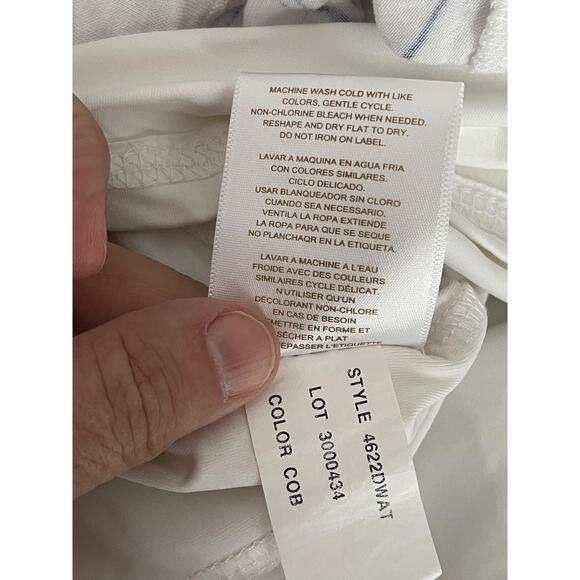 MACHINE WASH COLD WITH LIKE
COLORS, GENTLE CYCLE.
NON-CHLORINE BLEACH WHEN NEEDED.
RESHAPE AND DRY FLAT TO DRY.
DO NOT IRON ON LABEL.
LAVAR A MAQUINA EN AGUA FRIA
CON COLORES SIMILARES.
CICLO DELICADO.
USAR BLANQUEADOR SIN CLORO
CUANDO SEA NECESSARIO.
VENTILA LA ROPA EXTIENDE
LA ROPA PARA QUE SE SEQUE
NO PLANCHAQR EN LA ETIQUETA.
LAVAR A MACHINE A L'EAU
FROIDE AVEC DES COULEURS
SIMILAIRES CYCLE DÉLICAT.
N'UTILISER QU'UN
DÉCOLORANT NON-CHLORE
EN CAS DE BESOIN
EMETTRE EN FORME ET
SÉCHER A PLAT
EPASSER L'ETIQUETTE
STYLE 4622DWAT
LOT 3000434
COLOR COB